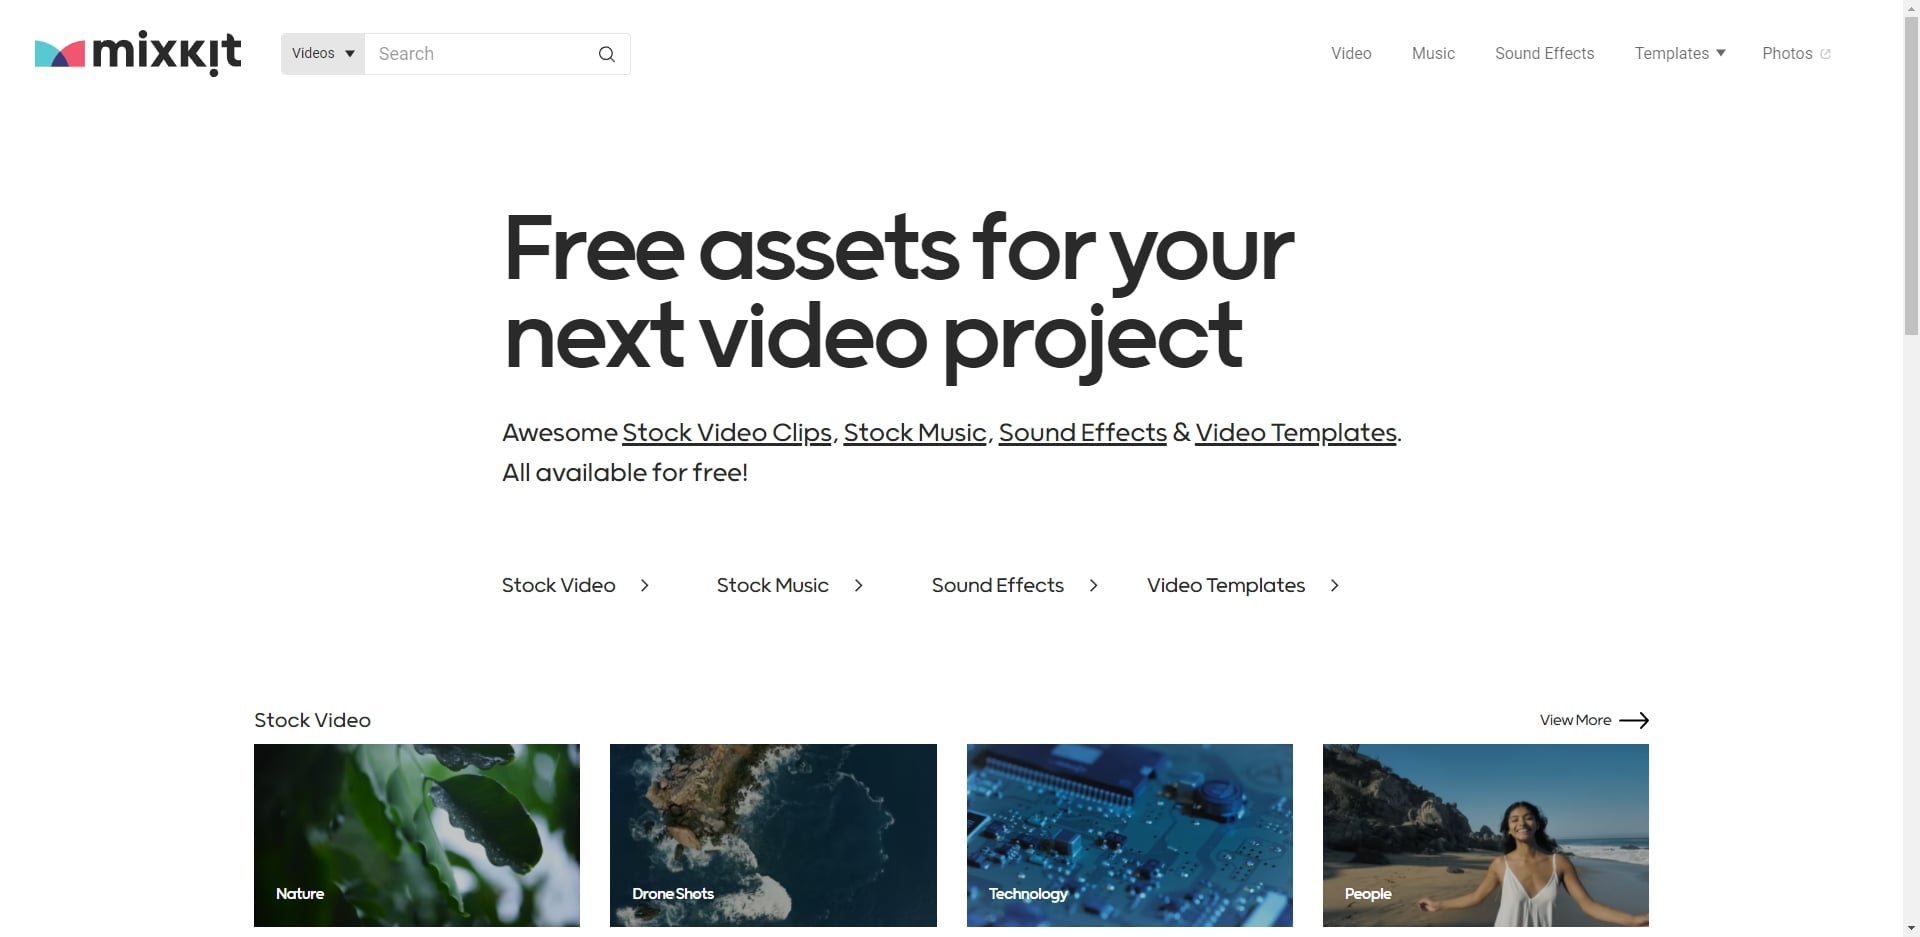 mixkit
Videos
Search
Video
Music
Sound Effects
Templates
Photos
Free assets for your
next video project
Awesome Stock Video Clips, Stock Music, Sound Effects & Video Templates.
All available for free!
Stock Video
Stock Music
Sound Effects
Video Templates
Stock Video
View More
Nature
Drone Shots
Technology
People